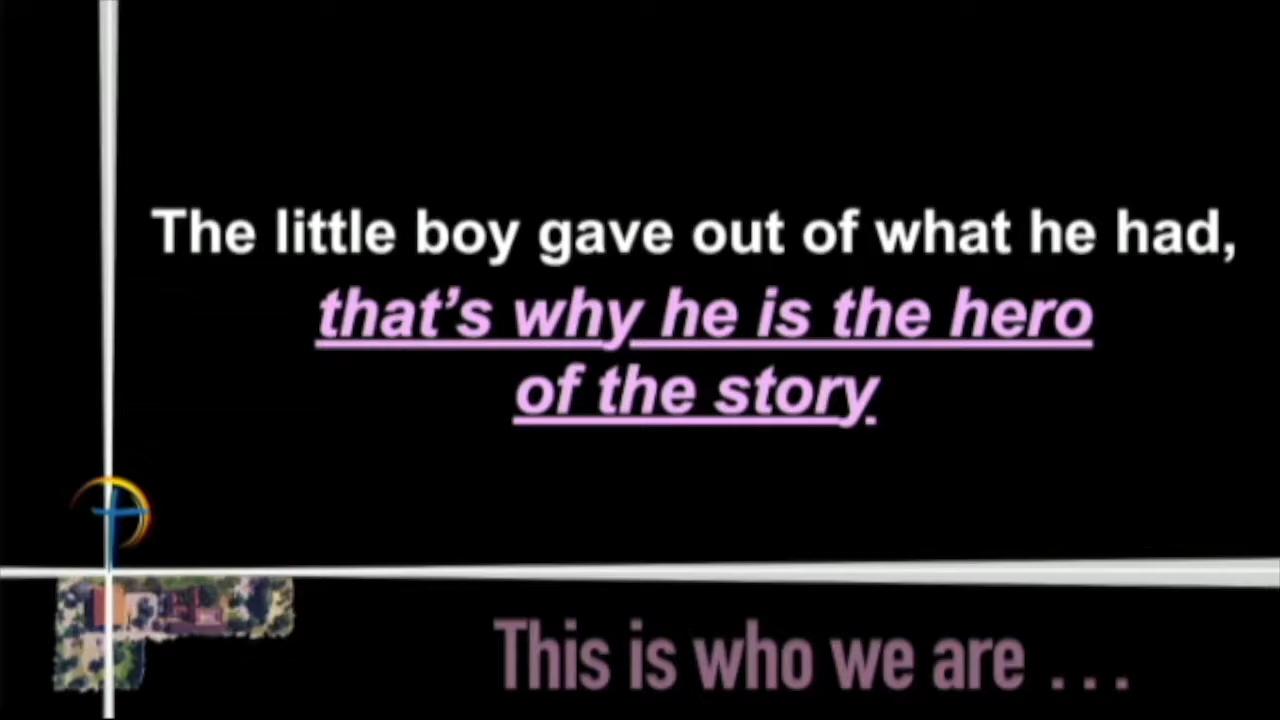 The little boy gave out of what he had,
that's why he is the hero
of the story
This is who we are . . .